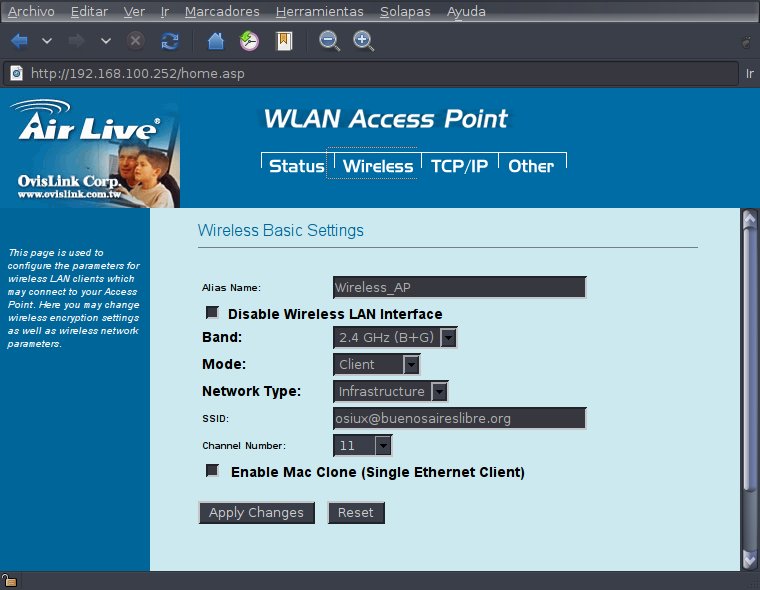 Archivo Editar Ver Ir Marcadores Herramientas Solapas Ayuda
http://192.168.100.252/home.asp Ir
Air Live®
OvisLink Corp.
www.ovislink.com.tw
WLAN Access Point
Status Wireless TCP/IP Other
This page is used to
configure the parameters for
wireless LAN clients which
may connect to your Access
Point. Here you may change
wireless encryption settings
as well as wireless network
parameters.
Wireless Basic Settings
Alias Name: Wireless_AP
Disable Wireless LAN Interface
Band: 2.4 GHz (B+G)
Mode: Client
Network Type: Infrastructure
SSID: osiux@buenosaireslibre.org
Channel Number: 11
Enable Mac Clone (Single Ethernet Client)
Apply Changes Reset